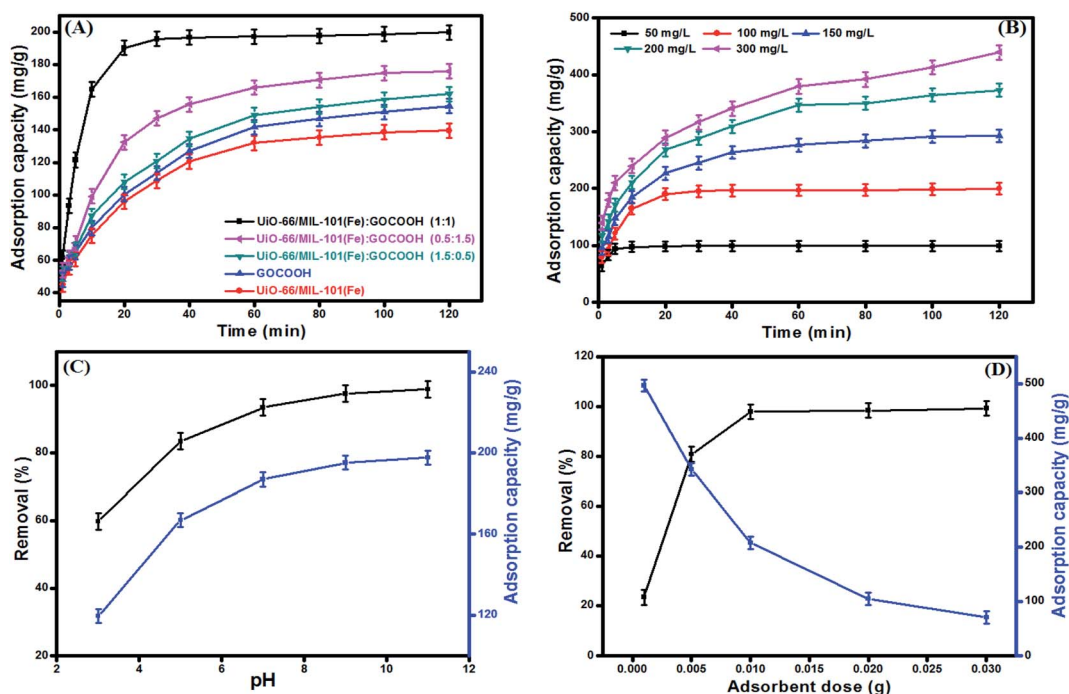 (A)
Adsorption capacity (mg/g)
200
180
160
140
120
100
80
60
40
UiO-66/MIL-101(Fe):GOCOOH (1:1)
UiO-66/MIL-101(Fe):GOCOOH (0.5:1.5)
UiO-66/MIL-101(Fe):GOCOOH (1.5:0.5)
GOCOOH
UiO-66/MIL-101(Fe)
0 20 40 60 80 100 120
Time (min)
(B)
50 mg/L 100 mg/L 150 mg/L
200 mg/L 300 mg/L
Adsorption capacity (mg/g)
500
400
300
200
100
0
0 20 40 60 80 100 120
Time (min)
(C)
Removal (%)
100
80
60
40
20
240
200
160
120
Adsorption capacity (mg/g)
2 4 6 8 10 12
pH
(D)
Removal (%)
120
100
80
60
40
20
0
500
400
300
200
100
0
Adsorption capacity (mg/g)
0.000 0.005 0.010 0.015 0.020 0.025 0.030
Adsorbent dose (g)